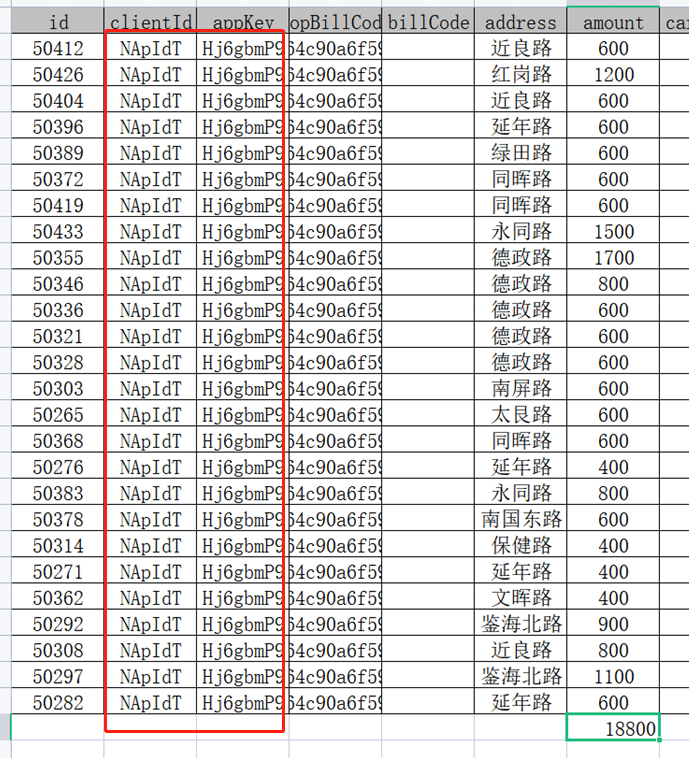 id clientId appKey opBillCod billCode address amount car
50412 NApIdT Hj6gbmP9 64c90a6f59 近良路 600
50426 NApIdT Hj6gbmP9 64c90a6f59 红岗路 1200
50404 NApIdT Hj6gbmP9 64c90a6f59 近良路 600
50396 NApIdT Hj6gbmP9 64c90a6f59 延年路 600
50389 NApIdT Hj6gbmP9 64c90a6f59 绿田路 600
50372 NApIdT Hj6gbmP9 64c90a6f59 同晖路 600
50419 NApIdT Hj6gbmP9 64c90a6f59 同晖路 600
50433 NApIdT Hj6gbmP9 64c90a6f59 永同路 1500
50355 NApIdT Hj6gbmP9 64c90a6f59 德政路 1700
50346 NApIdT Hj6gbmP9 64c90a6f59 德政路 800
50336 NApIdT Hj6gbmP9 64c90a6f59 德政路 600
50321 NApIdT Hj6gbmP9 64c90a6f59 德政路 600
50328 NApIdT Hj6gbmP9 64c90a6f59 德政路 600
50303 NApIdT Hj6gbmP9 64c90a6f59 南屏路 600
50265 NApIdT Hj6gbmP9 64c90a6f59 太艮路 600
50368 NApIdT Hj6gbmP9 64c90a6f59 同晖路 600
50276 NApIdT Hj6gbmP9 64c90a6f59 延年路 400
50383 NApIdT Hj6gbmP9 64c90a6f59 永同路 800
50378 NApIdT Hj6gbmP9 64c90a6f59 南国东路 600
50314 NApIdT Hj6gbmP9 64c90a6f59 保健路 400
50271 NApIdT Hj6gbmP9 64c90a6f59 延年路 400
50362 NApIdT Hj6gbmP9 64c90a6f59 文晖路 400
50292 NApIdT Hj6gbmP9 64c90a6f59 鉴海北路 900
50308 NApIdT Hj6gbmP9 64c90a6f59 近良路 800
50297 NApIdT Hj6gbmP9 64c90a6f59 鉴海北路 1100
50282 NApIdT Hj6gbmP9 64c90a6f59 延年路 600
18800